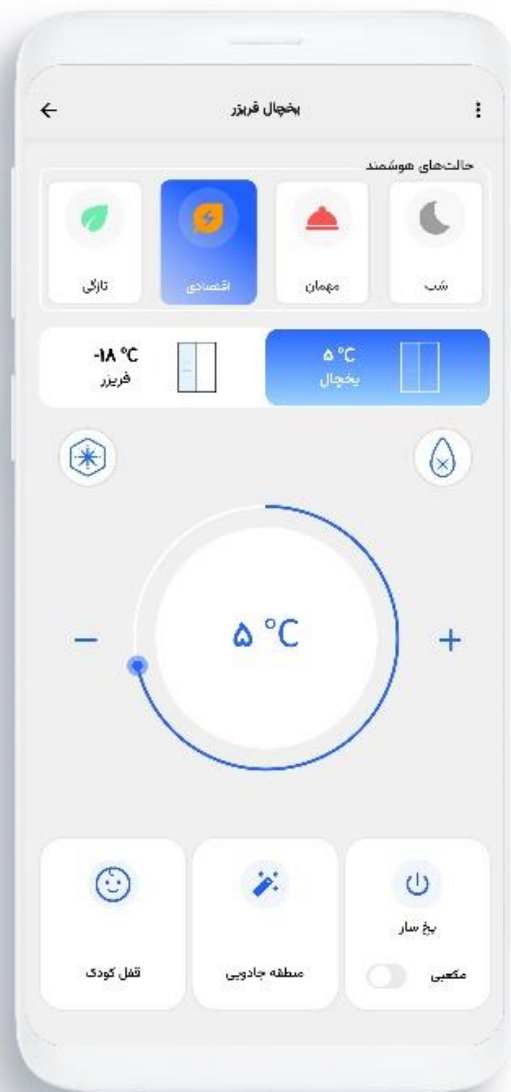 یخچال فریزر
حالت‌های هوشمند
شب
مهمان
اقتصادی
تازگی
۵ °C
یخچال
-۱۸ °C
فریزر
۵ °C
یخ ساز
مکعبی
منطقه جادویی
قفل کودک